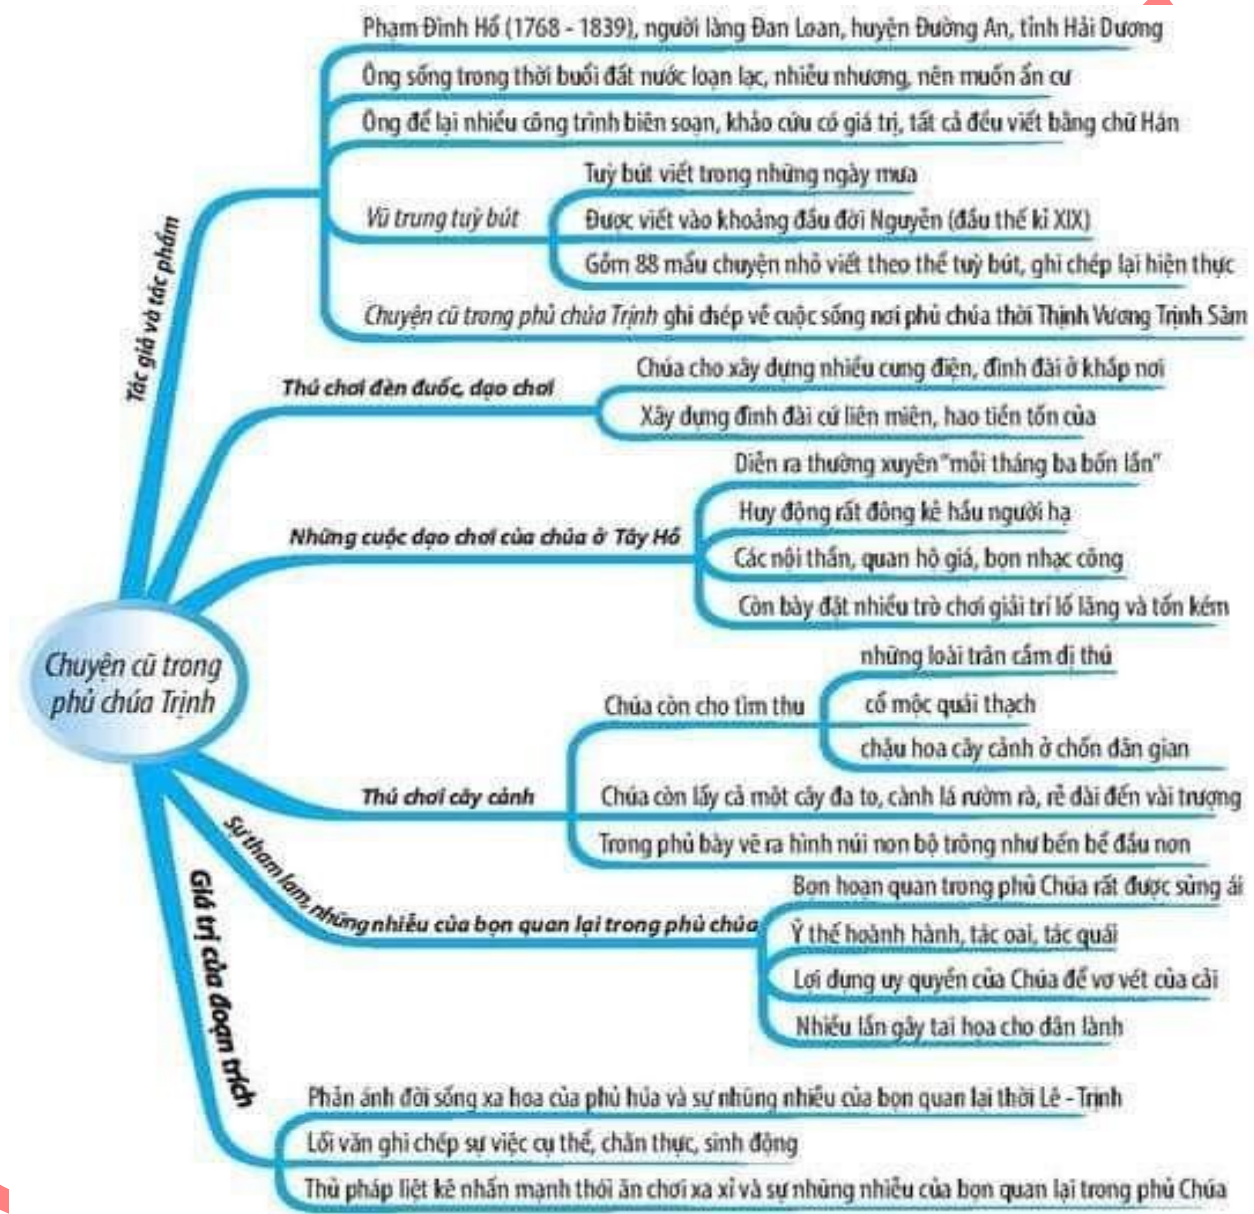 Phạm Đình Hổ (1768 - 1839), người làng Đan Loan, huyện Đường An, tỉnh Hải Dương
Ông sống trong thời buổi đất nước loạn lạc, nhiễu nhương, nên muốn ẩn cư
Ông để lại nhiều công trình biên soạn, khảo cứu có giá trị, tất cả đều viết bằng chữ Hán
Tuỳ bút viết trong những ngày mưa
Vũ trung tuỳ bút
Được viết vào khoảng đầu đời Nguyễn (đầu thế kỉ XIX)
Gồm 88 mẩu chuyện nhỏ viết theo thể tuỳ bút, ghi chép lại hiện thực
Chuyện cũ trong phủ chúa Trịnh ghi chép về cuộc sống nơi phủ chúa thời Thịnh Vương Trịnh Sâm
Tác giả và tác phẩm
Thú chơi đèn đuốc, dạo chơi
Chúa cho xây dựng nhiều cung điện, đình đài ở khắp nơi
Xây dựng đình đài cứ liên miên, hao tiền tốn của
Những cuộc dạo chơi của chúa ở Tây Hồ
Diễn ra thường xuyên "mỗi tháng ba bốn lần"
Huy động rất đông kẻ hầu người hạ
Các nội thần, quan hộ giá, bọn nhạc công
Còn bày đặt nhiều trò chơi giải trí lố lăng và tốn kém
Chuyện cũ trong
phủ chúa Trịnh
Thú chơi cây cảnh
Chúa còn cho tìm thu
những loài trân cầm dị thú
cổ mộc quái thạch
chậu hoa cây cảnh ở chốn dân gian
Chúa còn lấy cả một cây đa to, cành lá rườm rà, rễ dài đến vài trượng
Trong phủ bày vẽ ra hình núi non bộ trông như bến bể đầu non
Sự tham lam, nhũng nhiễu của bọn quan lại trong phủ chúa
Bọn hoạn quan trong phủ Chúa rất được sủng ái
Ỷ thế hoành hành, tác oai, tác quái
Lợi dụng uy quyền của Chúa để vơ vét của cải
Nhiều lần gây tai họa cho dân lành
Giá trị của đoạn trích
Phản ánh đời sống xa hoa của phủ húa và sự nhũng nhiễu của bọn quan lại thời Lê - Trịnh
Lối văn ghi chép sự việc cụ thể, chân thực, sinh động
Thủ pháp liệt kê nhấn mạnh thói ăn chơi xa xỉ và sự nhũng nhiễu của bọn quan lại trong phủ Chúa